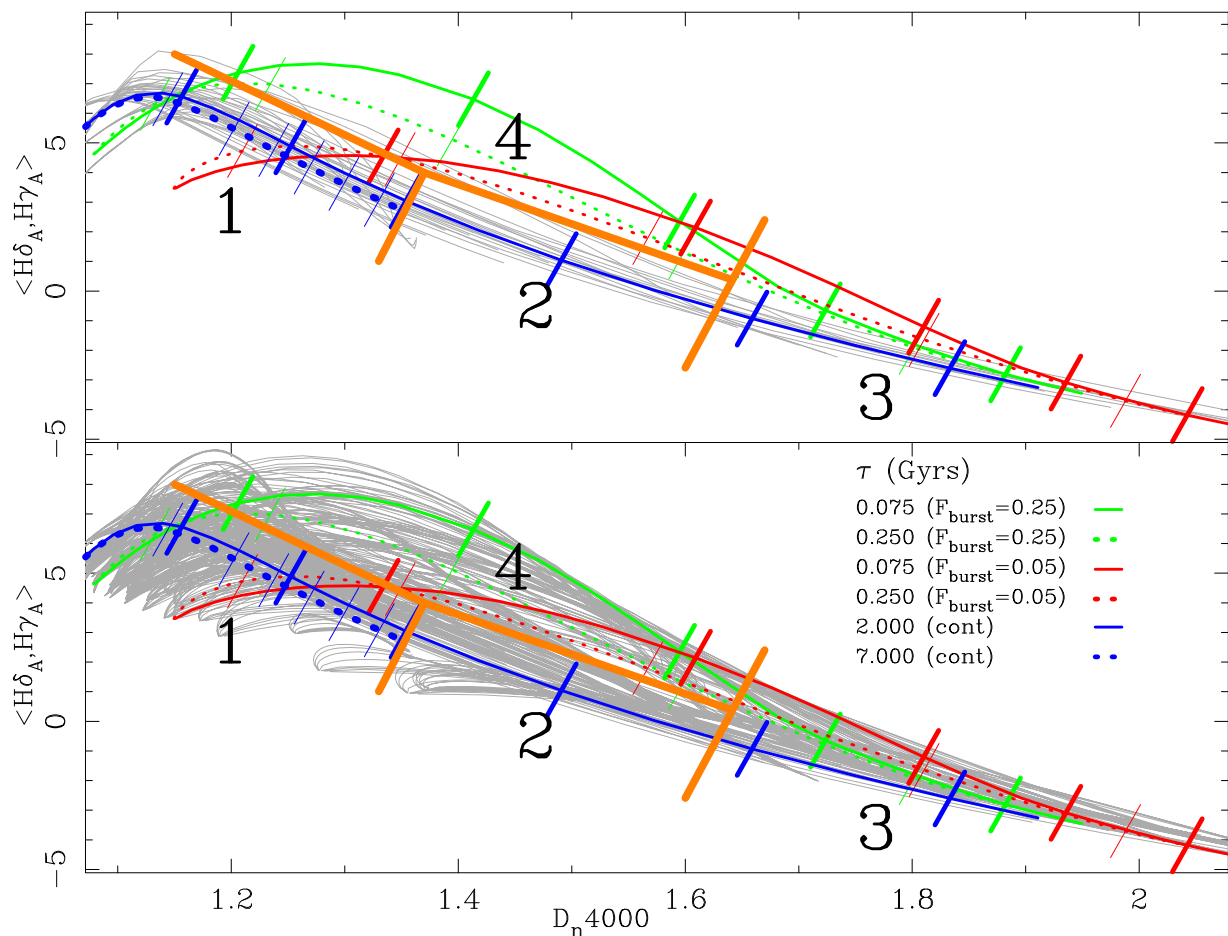 <Hδ_A,Hγ_A>
5
0
−5
1
2
3
4
<Hδ_A,Hγ_A>
5
0
−5
1
2
3
4
τ (Gyrs)
0.075 (F_burst=0.25)
0.250 (F_burst=0.25)
0.075 (F_burst=0.05)
0.250 (F_burst=0.05)
2.000 (cont)
7.000 (cont)
1.2 1.4 1.6 1.8 2
D_n4000